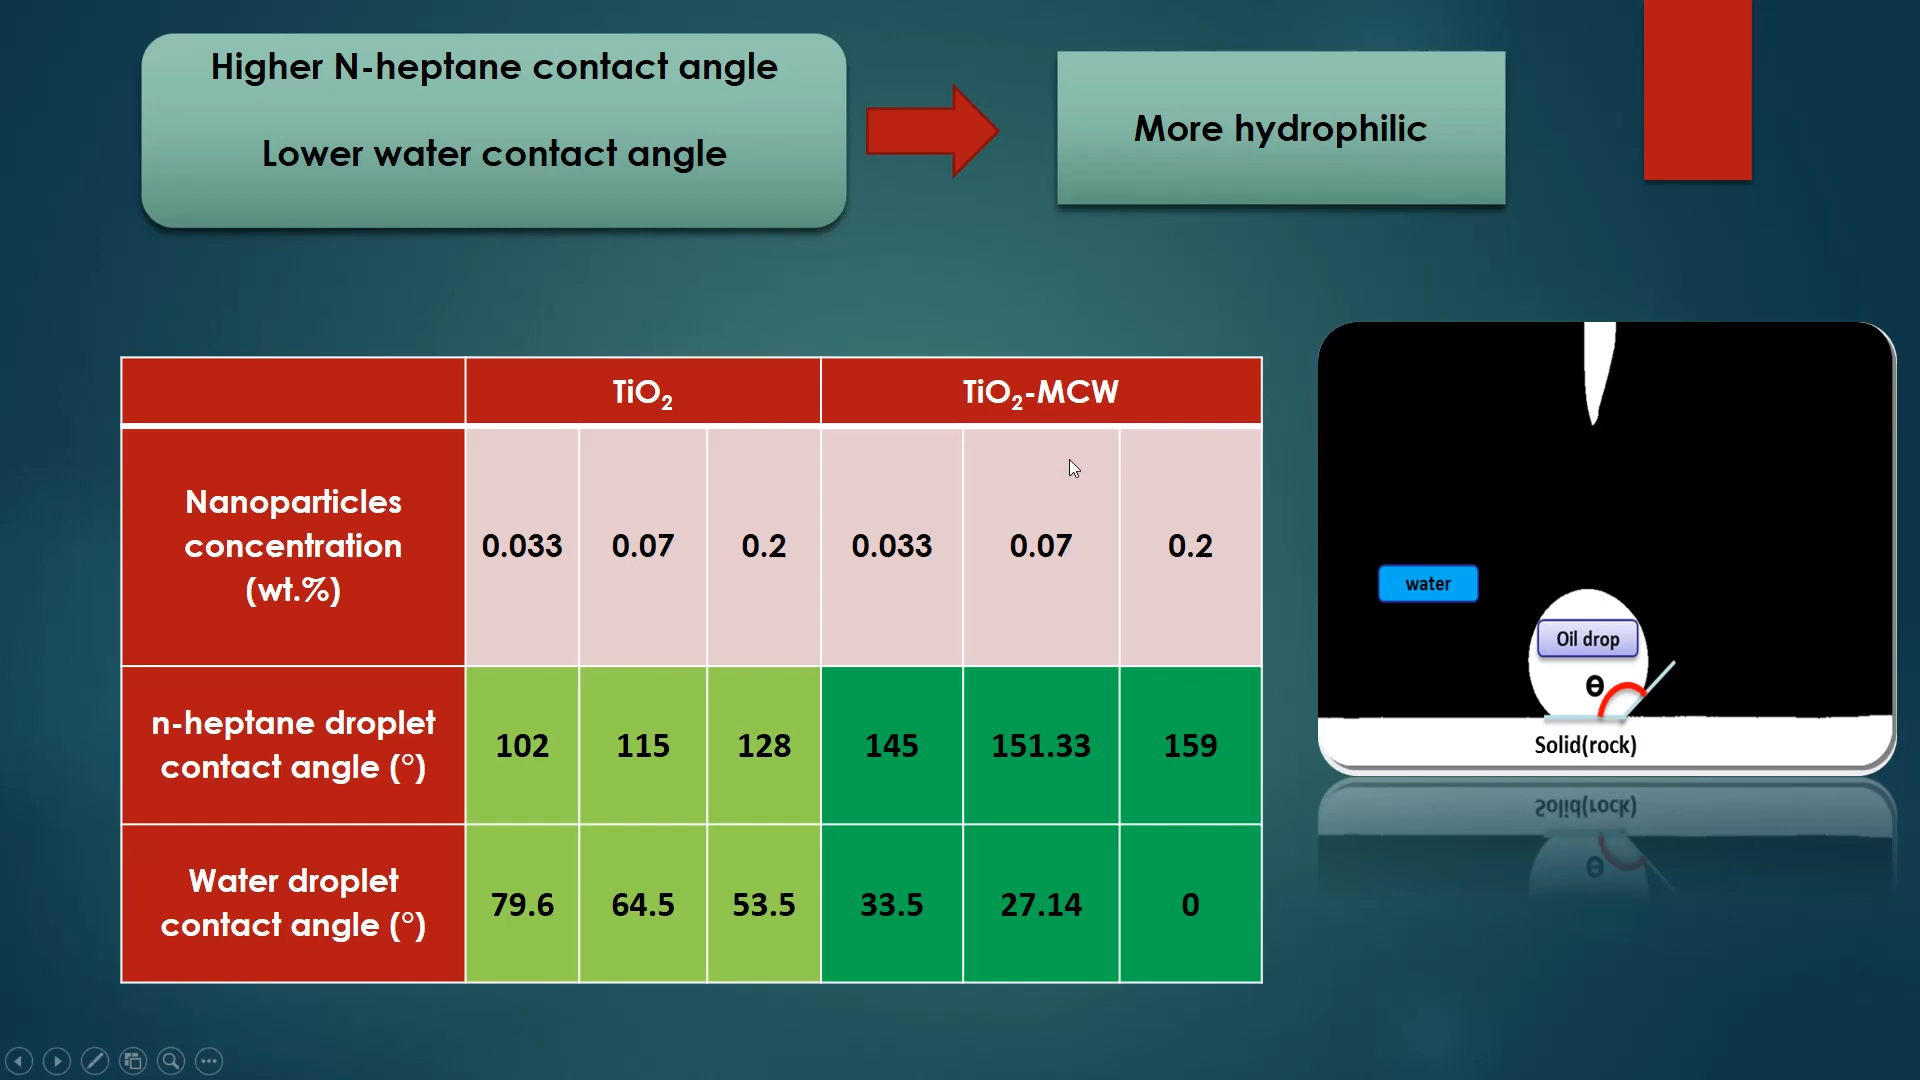 Higher N-heptane contact angle
Lower water contact angle
More hydrophilic
TiO₂
TiO₂-MCW
Nanoparticles
concentration
(wt.%)
0.033
0.07
0.2
0.033
0.07
0.2
n-heptane droplet
contact angle (°)
102
115
128
145
151.33
159
Water droplet
contact angle (°)
79.6
64.5
53.5
33.5
27.14
0
water
Oil drop
Ɵ
Solid(rock)